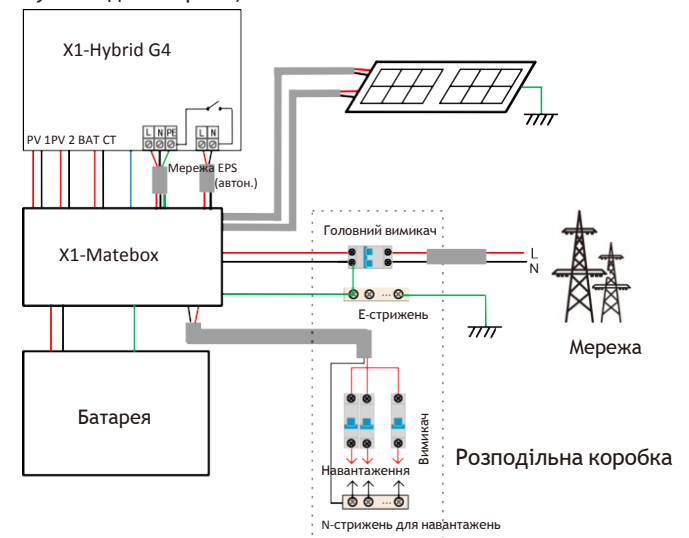 X1-Hybrid G4
L N PE
L N
PV 1PV 2 BAT CT
Мережа EPS
(автон.)
Головний вимикач
X1-Matebox
L
N
...
E-стрижень
Мережа
Батарея
Вимикач
Розподільна коробка
Навантаження
...
N-стрижень для навантажень